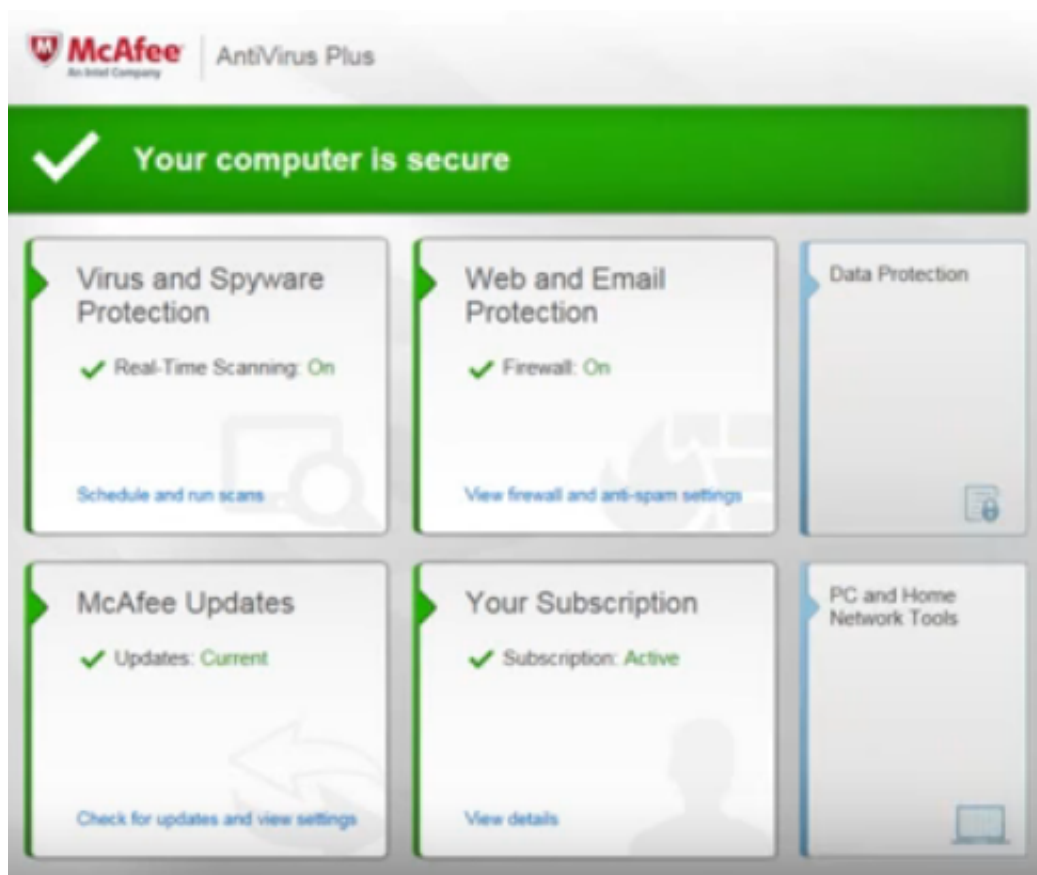 McAfee
An Intel Company
AntiVirus Plus
Your computer is secure
Virus and Spyware
Protection
Real-Time Scanning: On
Schedule and run scans
Web and Email
Protection
Firewall: On
View firewall and anti-spam settings
Data Protection
McAfee Updates
Updates: Current
Check for updates and view settings
Your Subscription
Subscription: Active
View details
PC and Home
Network Tools